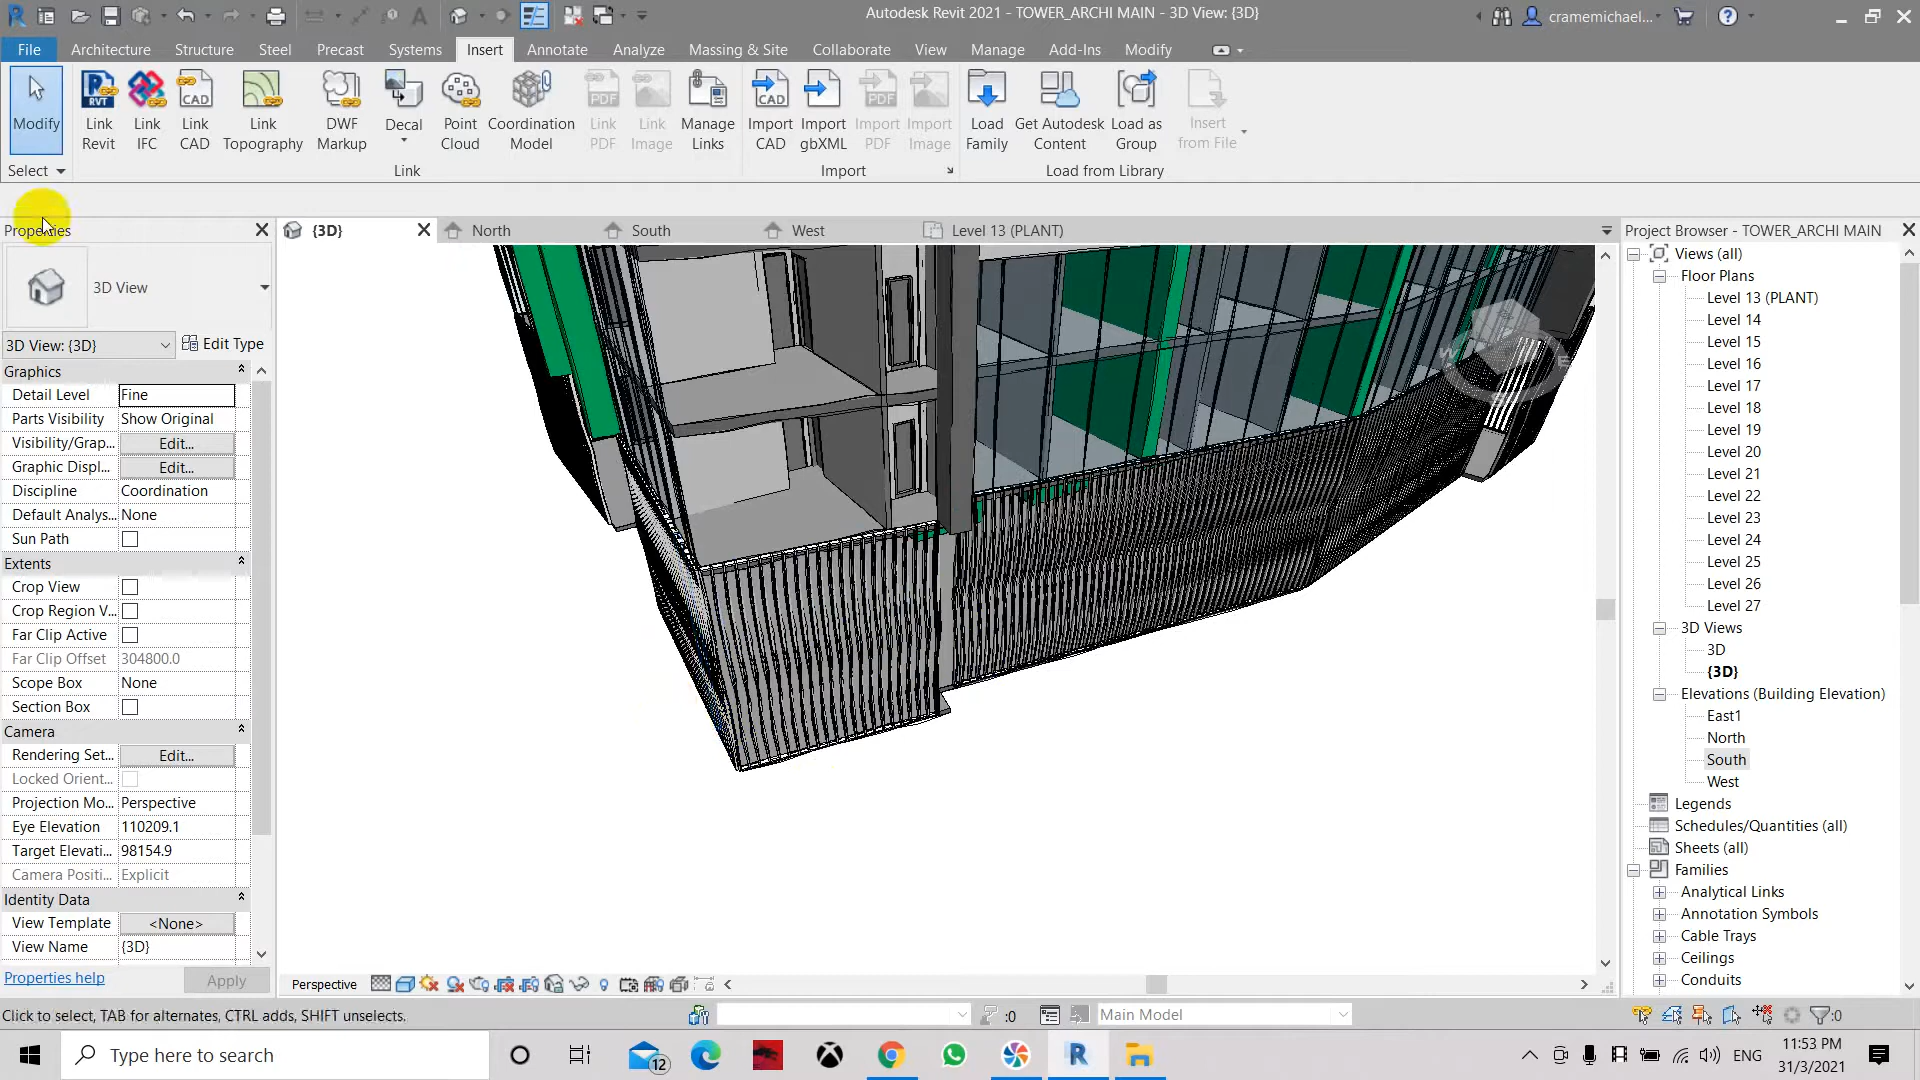 Autodesk Revit 2021 - TOWER_ARCHI MAIN - 3D View: {3D}
cramemichael...
File Architecture Structure Steel Precast Systems Insert Annotate Analyze Massing & Site Collaborate View Manage Add-Ins Modify
Modify
Link Revit
Link IFC
Link CAD
Link Topography
DWF Markup
Decal
Point Cloud
Coordination Model
Link PDF
Link Image
Manage Links
Import CAD
Import gbXML
Import PDF
Import Image
Load Family
Get Autodesk Content
Load as Group
Insert from File
Select
Link
Import
Load from Library
Properties
{3D}
North
South
West
Level 13 (PLANT)
3D View
3D View: {3D}
Edit Type
Graphics
Detail Level Fine
Parts Visibility Show Original
Visibility/Grap... Edit...
Graphic Displ... Edit...
Discipline Coordination
Default Analys... None
Sun Path
Extents
Crop View
Crop Region V...
Far Clip Active
Far Clip Offset 304800.0
Scope Box None
Section Box
Camera
Rendering Set... Edit...
Locked Orient...
Projection Mo... Perspective
Eye Elevation 110209.1
Target Elevati... 98154.9
Camera Positi... Explicit
Identity Data
View Template <None>
View Name {3D}
Properties help
Apply
Perspective
Project Browser - TOWER_ARCHI MAIN
Views (all)
Floor Plans
Level 13 (PLANT)
Level 14
Level 15
Level 16
Level 17
Level 18
Level 19
Level 20
Level 21
Level 22
Level 23
Level 24
Level 25
Level 26
Level 27
3D Views
3D
{3D}
Elevations (Building Elevation)
East1
North
South
West
Legends
Schedules/Quantities (all)
Sheets (all)
Families
Analytical Links
Annotation Symbols
Cable Trays
Ceilings
Conduits
Click to select, TAB for alternates, CTRL adds, SHIFT unselects.
:0
Main Model
:0
Type here to search
12
ENG
11:53 PM
31/3/2021